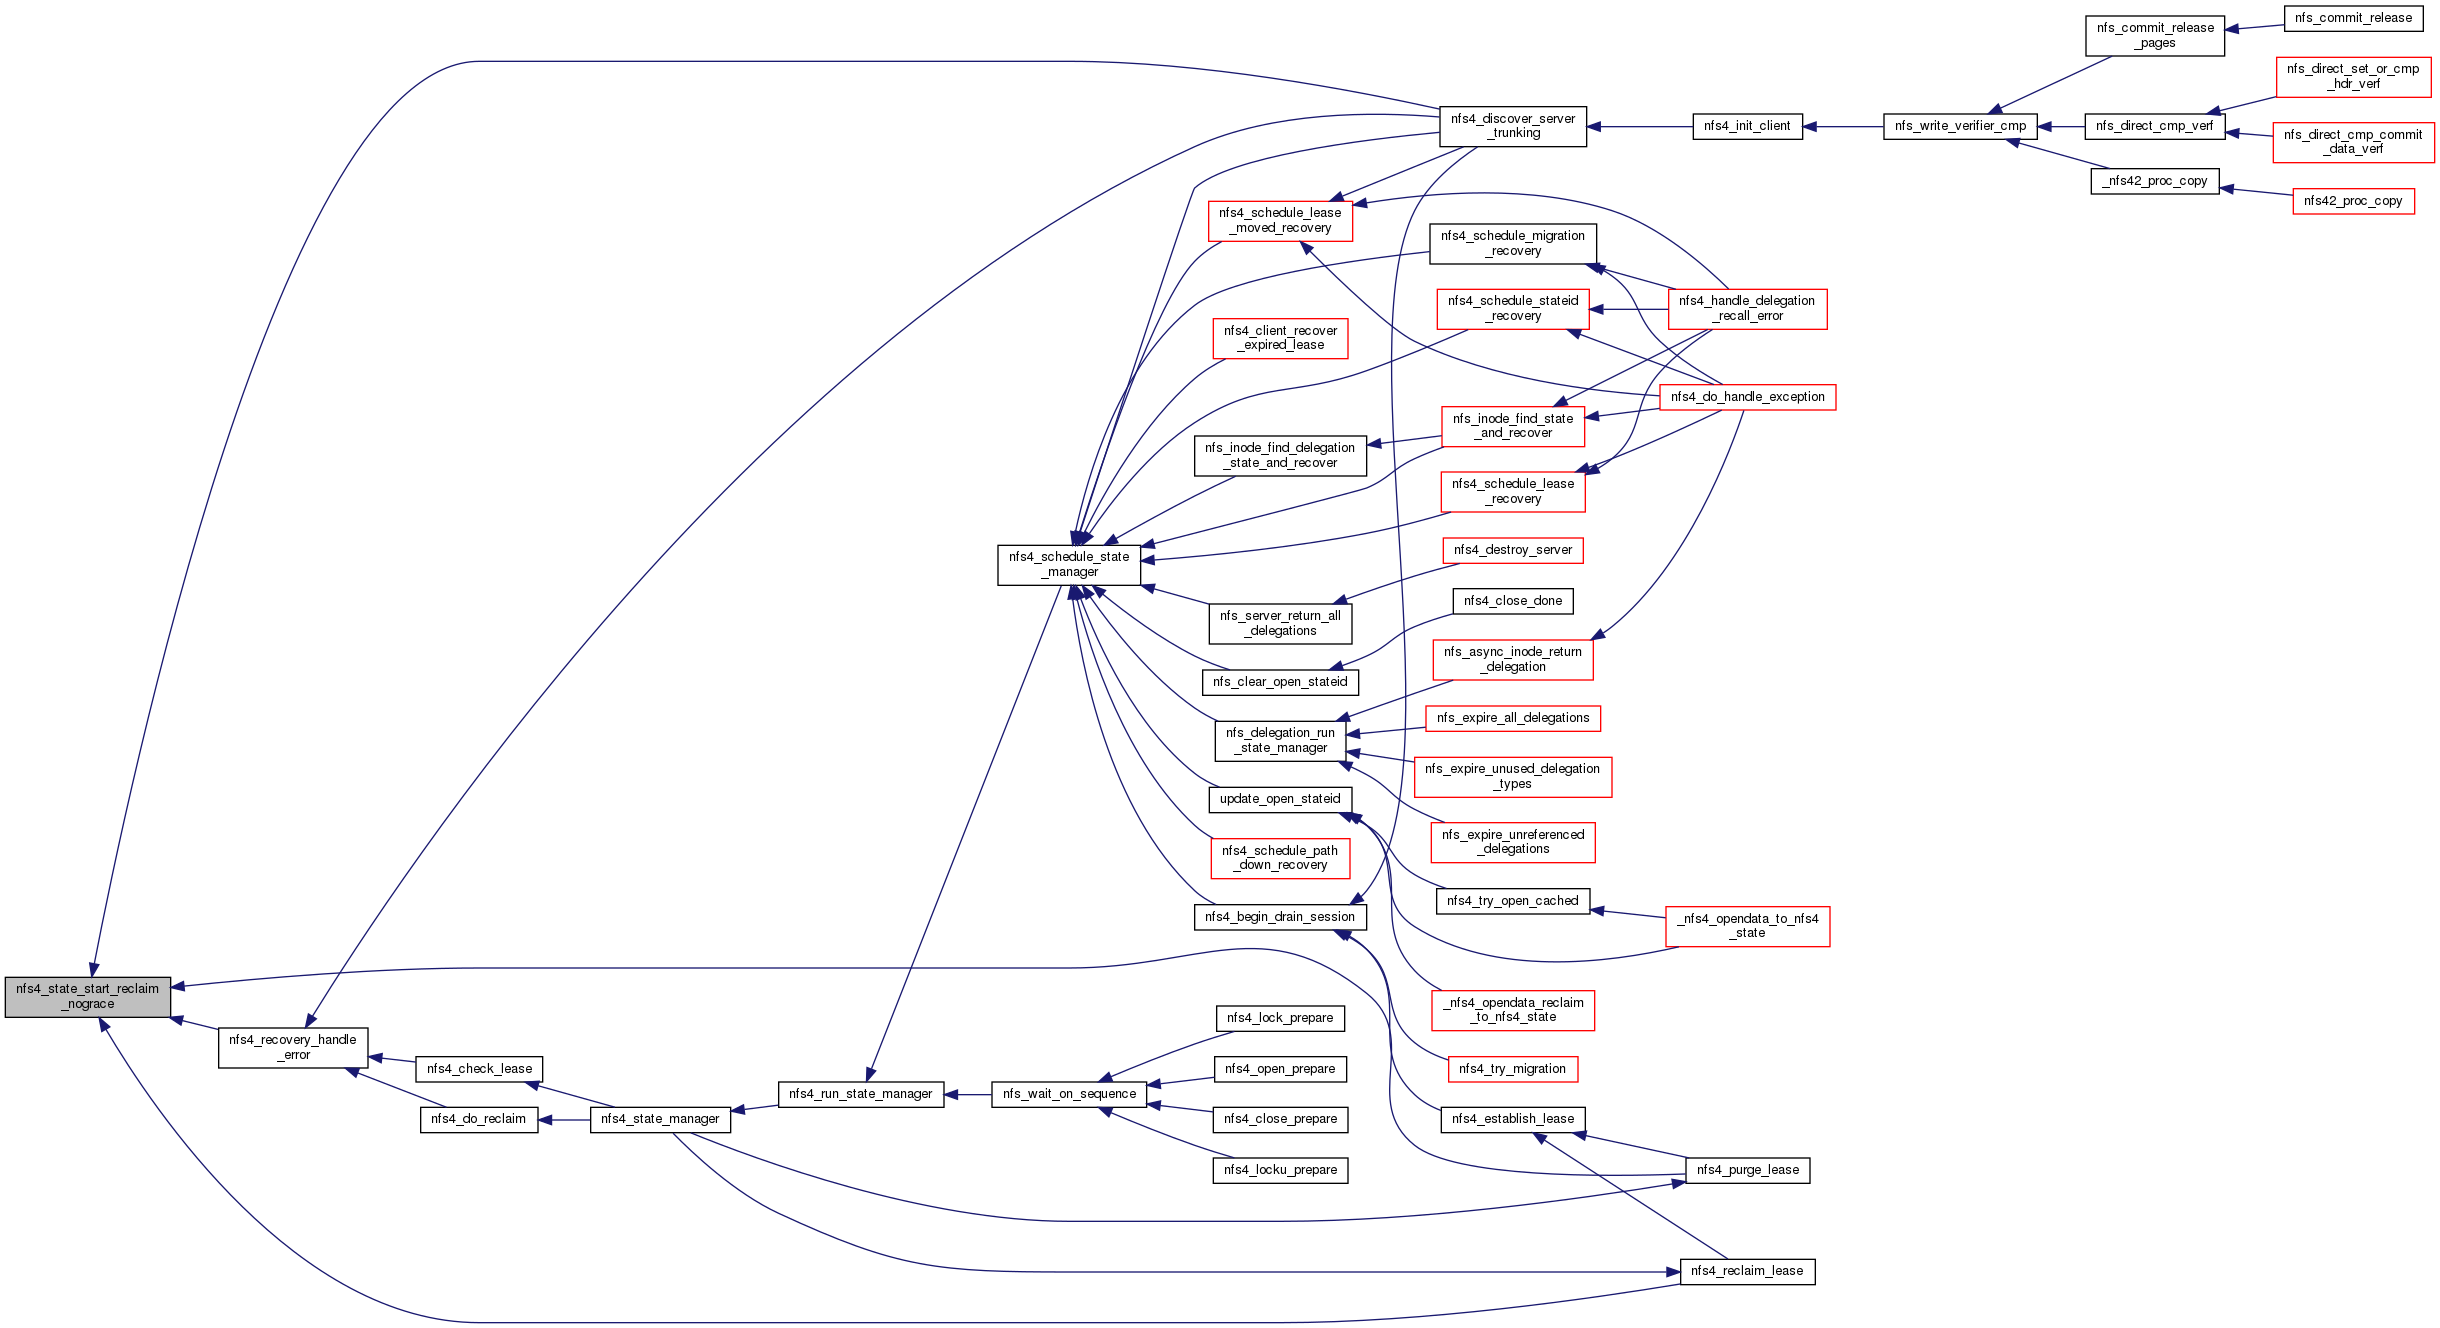 nfs_commit_release
nfs_commit_release
_pages
nfs_direct_set_or_cmp
_hdr_verf
nfs4_discover_server
_trunking
nfs4_init_client
nfs_write_verifier_cmp
nfs_direct_cmp_verf
nfs_direct_cmp_commit
_data_verf
_nfs42_proc_copy
nfs42_proc_copy
nfs4_schedule_lease
_moved_recovery
nfs4_schedule_migration
_recovery
nfs4_schedule_stateid
_recovery
nfs4_handle_delegation
_recall_error
nfs4_client_recover
_expired_lease
nfs4_do_handle_exception
nfs_inode_find_state
_and_recover
nfs_inode_find_delegation
_state_and_recover
nfs4_schedule_lease
_recovery
nfs4_schedule_state
_manager
nfs4_destroy_server
nfs4_close_done
nfs_server_return_all
_delegations
nfs_async_inode_return
_delegation
nfs_clear_open_stateid
nfs_expire_all_delegations
nfs_delegation_run
_state_manager
nfs_expire_unused_delegation
_types
update_open_stateid
nfs_expire_unreferenced
_delegations
nfs4_schedule_path
_down_recovery
nfs4_try_open_cached
nfs4_begin_drain_session
_nfs4_opendata_to_nfs4
_state
nfs4_state_start_reclaim
_nograce
_nfs4_opendata_reclaim
_to_nfs4_state
nfs4_lock_prepare
nfs4_recovery_handle
_error
nfs4_check_lease
nfs4_open_prepare
nfs4_try_migration
nfs4_run_state_manager
nfs_wait_on_sequence
nfs4_do_reclaim
nfs4_state_manager
nfs4_close_prepare
nfs4_establish_lease
nfs4_locku_prepare
nfs4_purge_lease
nfs4_reclaim_lease